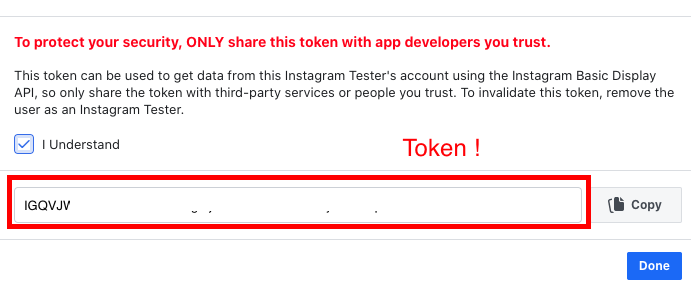 To protect your security, ONLY share this token with app developers you trust.
This token can be used to get data from this Instagram Tester's account using the Instagram Basic Display
API, so only share the token with third-party services or people you trust. To invalidate this token, remove the
user as an Instagram Tester.
I Understand
Token !
IGQVJW
Copy
Done